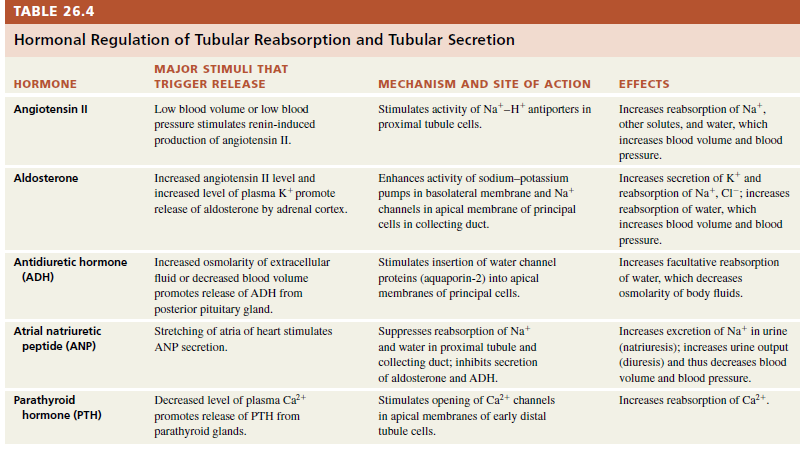 TABLE 26.4
Hormonal Regulation of Tubular Reabsorption and Tubular Secretion
HORMONE
MAJOR STIMULI THAT
TRIGGER RELEASE
MECHANISM AND SITE OF ACTION
EFFECTS
Angiotensin II
Low blood volume or low blood
pressure stimulates renin-induced
production of angiotensin II.
Stimulates activity of Na⁺–H⁺ antiporters in
proximal tubule cells.
Increases reabsorption of Na⁺,
other solutes, and water, which
increases blood volume and blood
pressure.
Aldosterone
Increased angiotensin II level and
increased level of plasma K⁺ promote
release of aldosterone by adrenal cortex.
Enhances activity of sodium–potassium
pumps in basolateral membrane and Na⁺
channels in apical membrane of principal
cells in collecting duct.
Increases secretion of K⁺ and
reabsorption of Na⁺, Cl⁻; increases
reabsorption of water, which
increases blood volume and blood
pressure.
Antidiuretic hormone
(ADH)
Increased osmolarity of extracellular
fluid or decreased blood volume
promotes release of ADH from
posterior pituitary gland.
Stimulates insertion of water channel
proteins (aquaporin-2) into apical
membranes of principal cells.
Increases facultative reabsorption
of water, which decreases
osmolarity of body fluids.
Atrial natriuretic
peptide (ANP)
Stretching of atria of heart stimulates
ANP secretion.
Suppresses reabsorption of Na⁺
and water in proximal tubule and
collecting duct; inhibits secretion
of aldosterone and ADH.
Increases excretion of Na⁺ in urine
(natriuresis); increases urine output
(diuresis) and thus decreases blood
volume and blood pressure.
Parathyroid
hormone (PTH)
Decreased level of plasma Ca²⁺
promotes release of PTH from
parathyroid glands.
Stimulates opening of Ca²⁺ channels
in apical membranes of early distal
tubule cells.
Increases reabsorption of Ca²⁺.